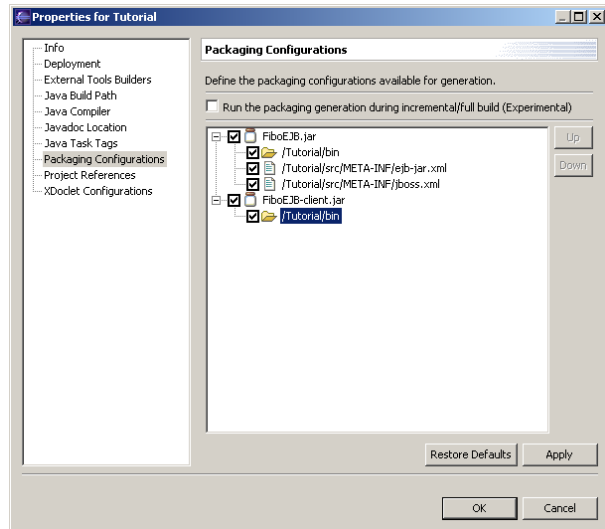 Properties for Tutorial
Info
Deployment
External Tools Builders
Java Build Path
Java Compiler
Javadoc Location
Java Task Tags
Packaging Configurations
Project References
XDoclet Configurations
Packaging Configurations
Define the packaging configurations available for generation.
Run the packaging generation during incremental/full build (Experimental)
FiboEJB.jar
/Tutorial/bin
/Tutorial/src/META-INF/ejb-jar.xml
/Tutorial/src/META-INF/jboss.xml
FiboEJB-client.jar
/Tutorial/bin
Up
Down
Restore Defaults
Apply
OK
Cancel